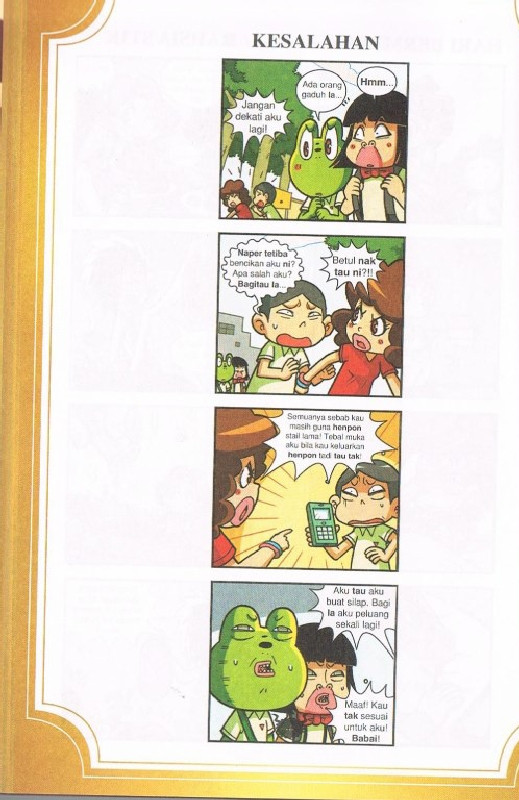 KESALAHAN
Jangan
dekati aku
lagi!
Ada orang
gaduh la...
Hmm...
Naper tetiba
bencikan aku ni?
Apa salah aku?
Bagitau la...
Betul nak
tau ni?!!
Semuanya sebab kau
masih guna henpon
stail lama! Tebal muka
aku bila kau keluarkan
henpon tadi tau tak!
Aku tau aku
buat silap. Bagi
la aku peluang
sekali lagi!
Maaf! Kau
tak sesuai
untuk aku!
Babai!